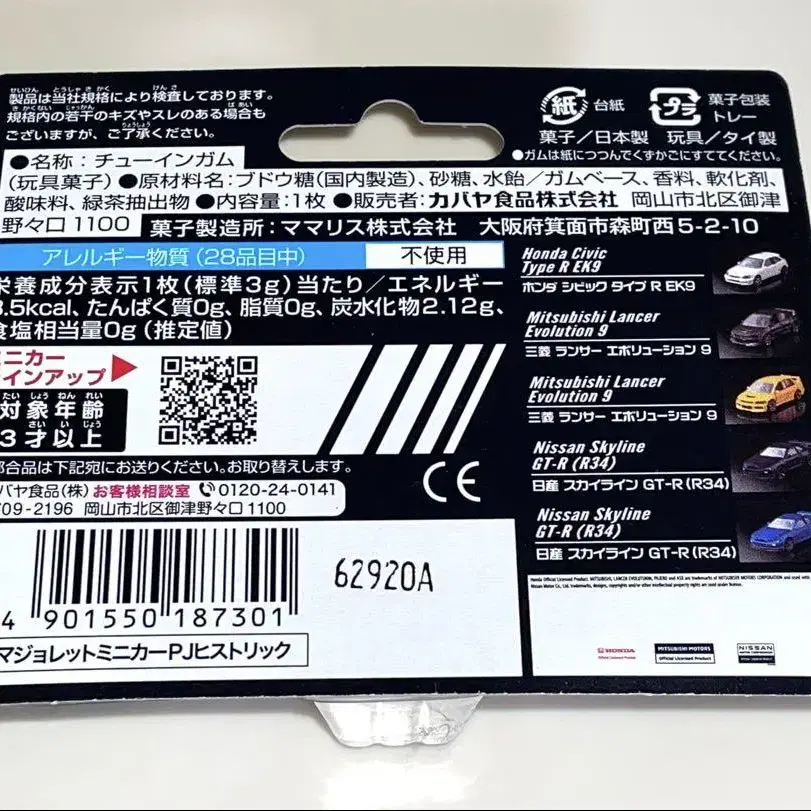 製品は当社規格により検査しております。
規格内の若干のキズやスレのある場合も
ございますが、ご了承ください。
紙 台紙
プラ 菓子包装
トレー
菓子/日本製 玩具/タイ製
●ガムは紙につつんでくずかごにすててください。
●名称：チューインガム
(玩具菓子) ●原材料名：ブドウ糖(国内製造)、砂糖、水飴/ガムベース、香料、軟化剤、
酸味料、緑茶抽出物 ●内容量：1枚 ●販売者：カバヤ食品株式会社 岡山市北区御津
野々口1100 菓子製造所：ママリス株式会社 大阪府箕面市森町西5-2-10
アレルギー物質 (28品目中) 不使用
栄養成分表示1枚(標準3g)当たり/エネルギー
8.5kcal、たんぱく質0g、脂質0g、炭水化物2.12g、
食塩相当量0g (推定値)
ミニカー
ラインアップ
対象年齢
3才以上
部合品は下記宛にお送りください。お取り替えします。
バヤ食品(株) お客様相談室 0120-24-0141
709-2196 岡山市北区御津野々口1100
CE
Honda Civic
Type R EK9
ホンダ シビック タイプ R EK9
Mitsubishi Lancer
Evolution 9
三菱 ランサー エボリューション 9
Mitsubishi Lancer
Evolution 9
三菱 ランサー エボリューション 9
Nissan Skyline
GT-R (R34)
日産 スカイライン GT-R (R34)
Nissan Skyline
GT-R (R34)
日産 スカイライン GT-R (R34)
62920A
4 901550 187301
マジョレットミニカーPJヒストリック
HONDA
Official Licensed Product
MITSUBISHI MOTORS
Official Licensed Product
NISSAN